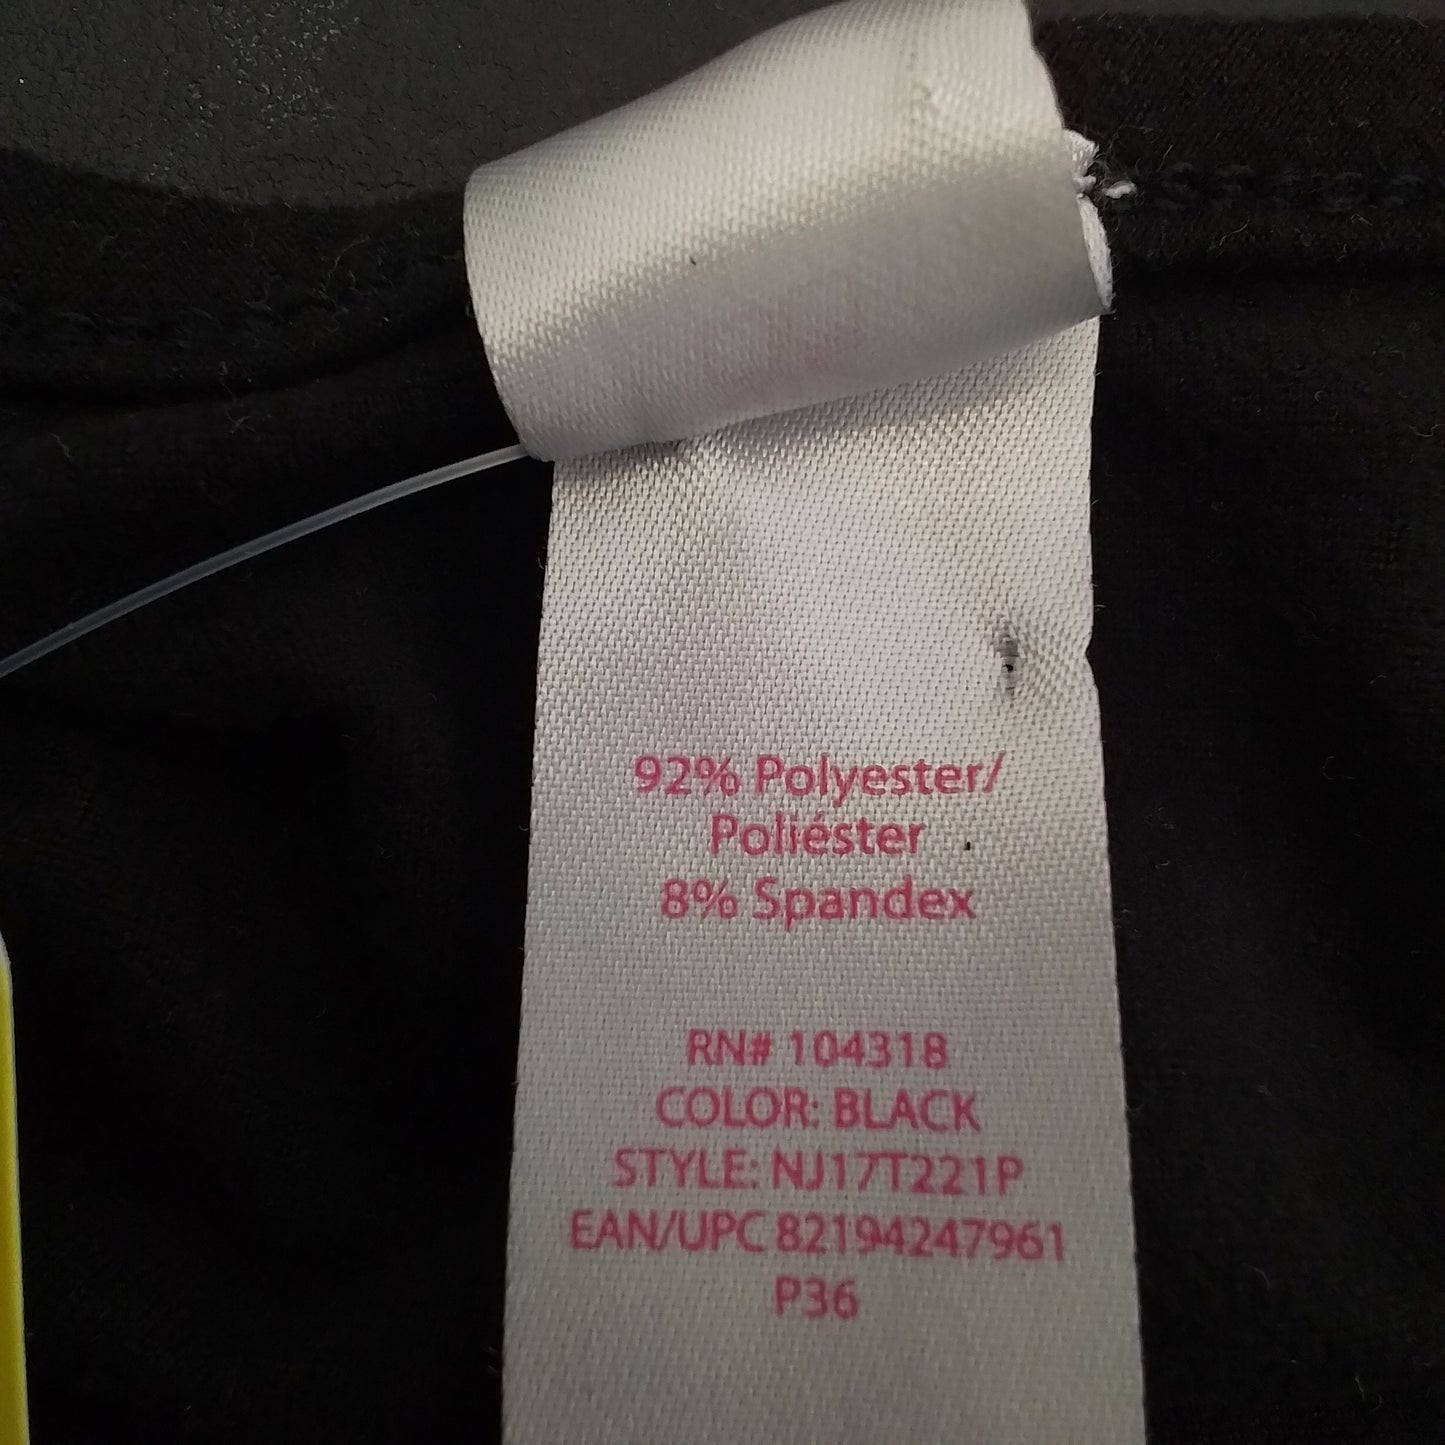 92% Polyester/
Poliéster
8% Spandex
RN# 104318
COLOR: BLACK
STYLE: NJ17T221P
EAN/UPC 82194247961
P36